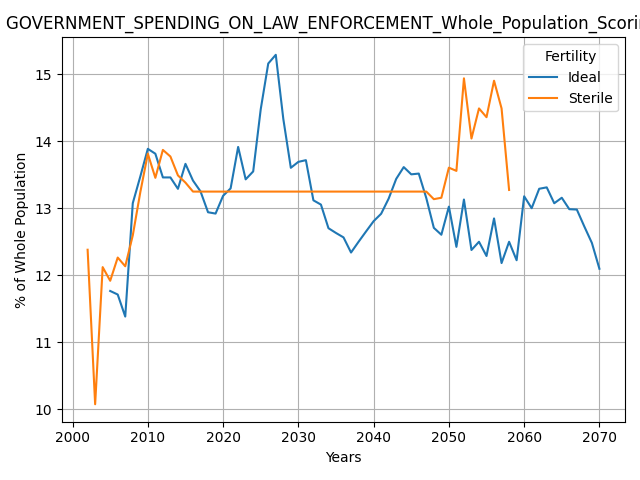 GOVERNMENT_SPENDING_ON_LAW_ENFORCEMENT_Whole_Population_Scorin
Fertility
Ideal
Sterile
% of Whole Population
15
14
13
12
11
10
2000 2010 2020 2030 2040 2050 2060 2070
Years